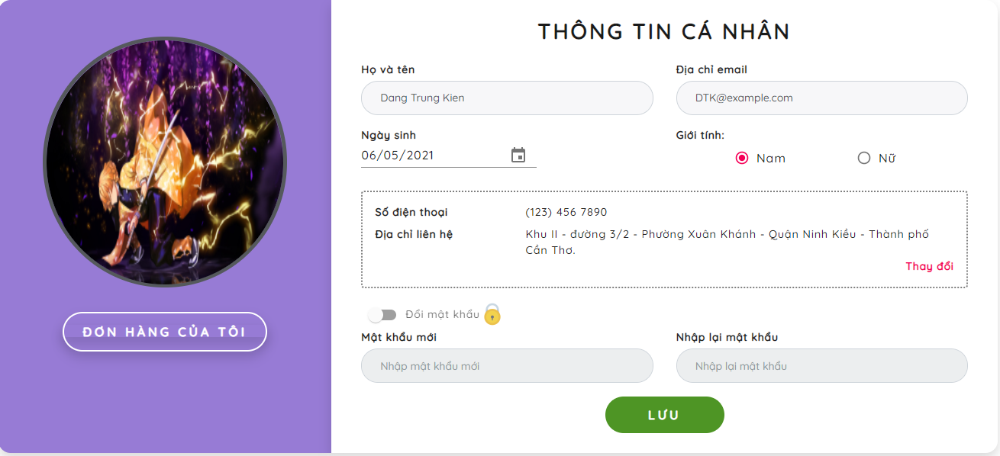 ĐƠN HÀNG CỦA TÔI
THÔNG TIN CÁ NHÂN
Họ và tên
Địa chỉ email
Dang Trung Kien
DTK@example.com
Ngày sinh
Giới tính:
06/05/2021
Nam
Nữ
Số điện thoại
(123) 456 7890
Địa chỉ liên hệ
Khu II - đường 3/2 - Phường Xuân Khánh - Quận Ninh Kiều - Thành phố
Cần Thơ.
Thay đổi
Đổi mật khẩu
Mật khẩu mới
Nhập lại mật khẩu
Nhập mật khẩu mới
Nhập lại mật khẩu
LƯU